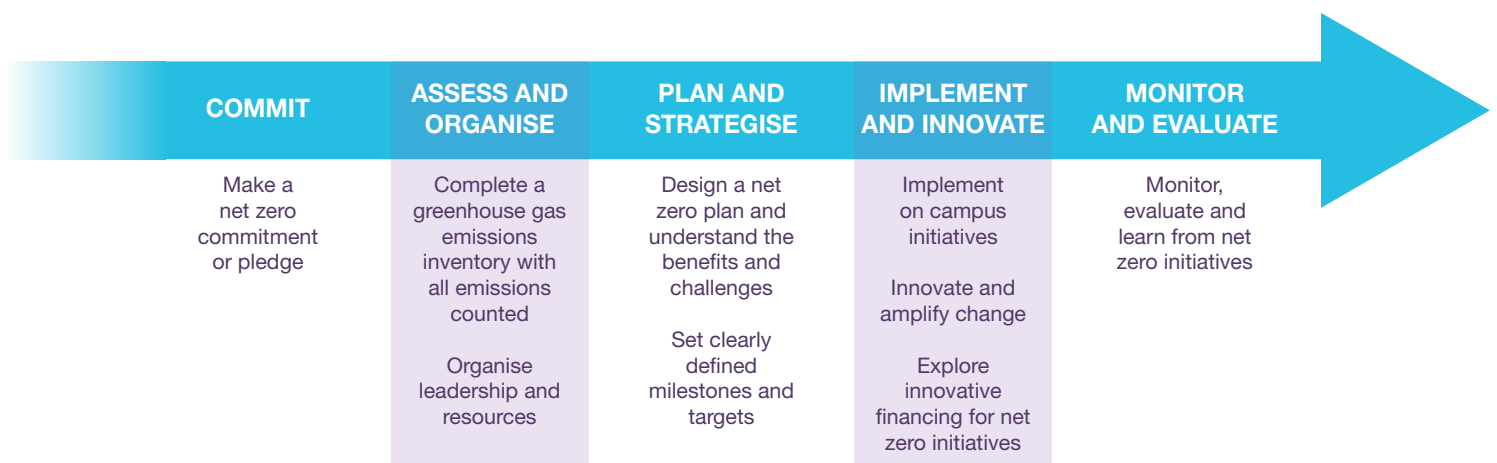 COMMIT
Make a
net zero
commitment
or pledge
ASSESS AND
ORGANISE
Complete a
greenhouse gas
emissions
inventory with
all emissions
counted
Organise
leadership and
resources
PLAN AND
STRATEGISE
Design a net
zero plan and
understand the
benefits and
challenges
Set clearly
defined
milestones and
targets
IMPLEMENT
AND INNOVATE
Implement
on campus
initiatives
Innovate and
amplify change
Explore
innovative
financing for net
zero initiatives
MONITOR
AND EVALUATE
Monitor,
evaluate and
learn from net
zero initiatives